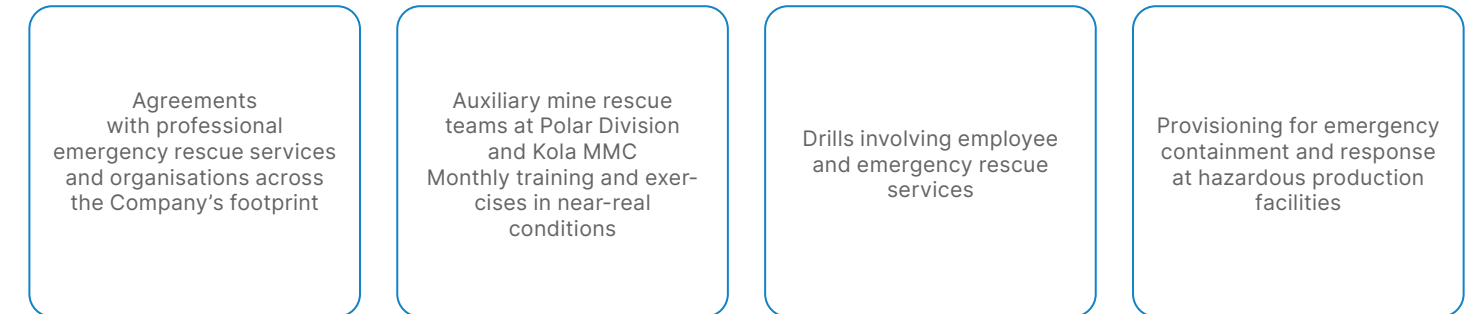 Agreements
with professional
emergency rescue services
and organisations across
the Company’s footprint
Auxiliary mine rescue
teams at Polar Division
and Kola MMC
Monthly training and exer-
cises in near-real
conditions
Drills involving employee
and emergency rescue
services
Provisioning for emergency
containment and response
at hazardous production
facilities